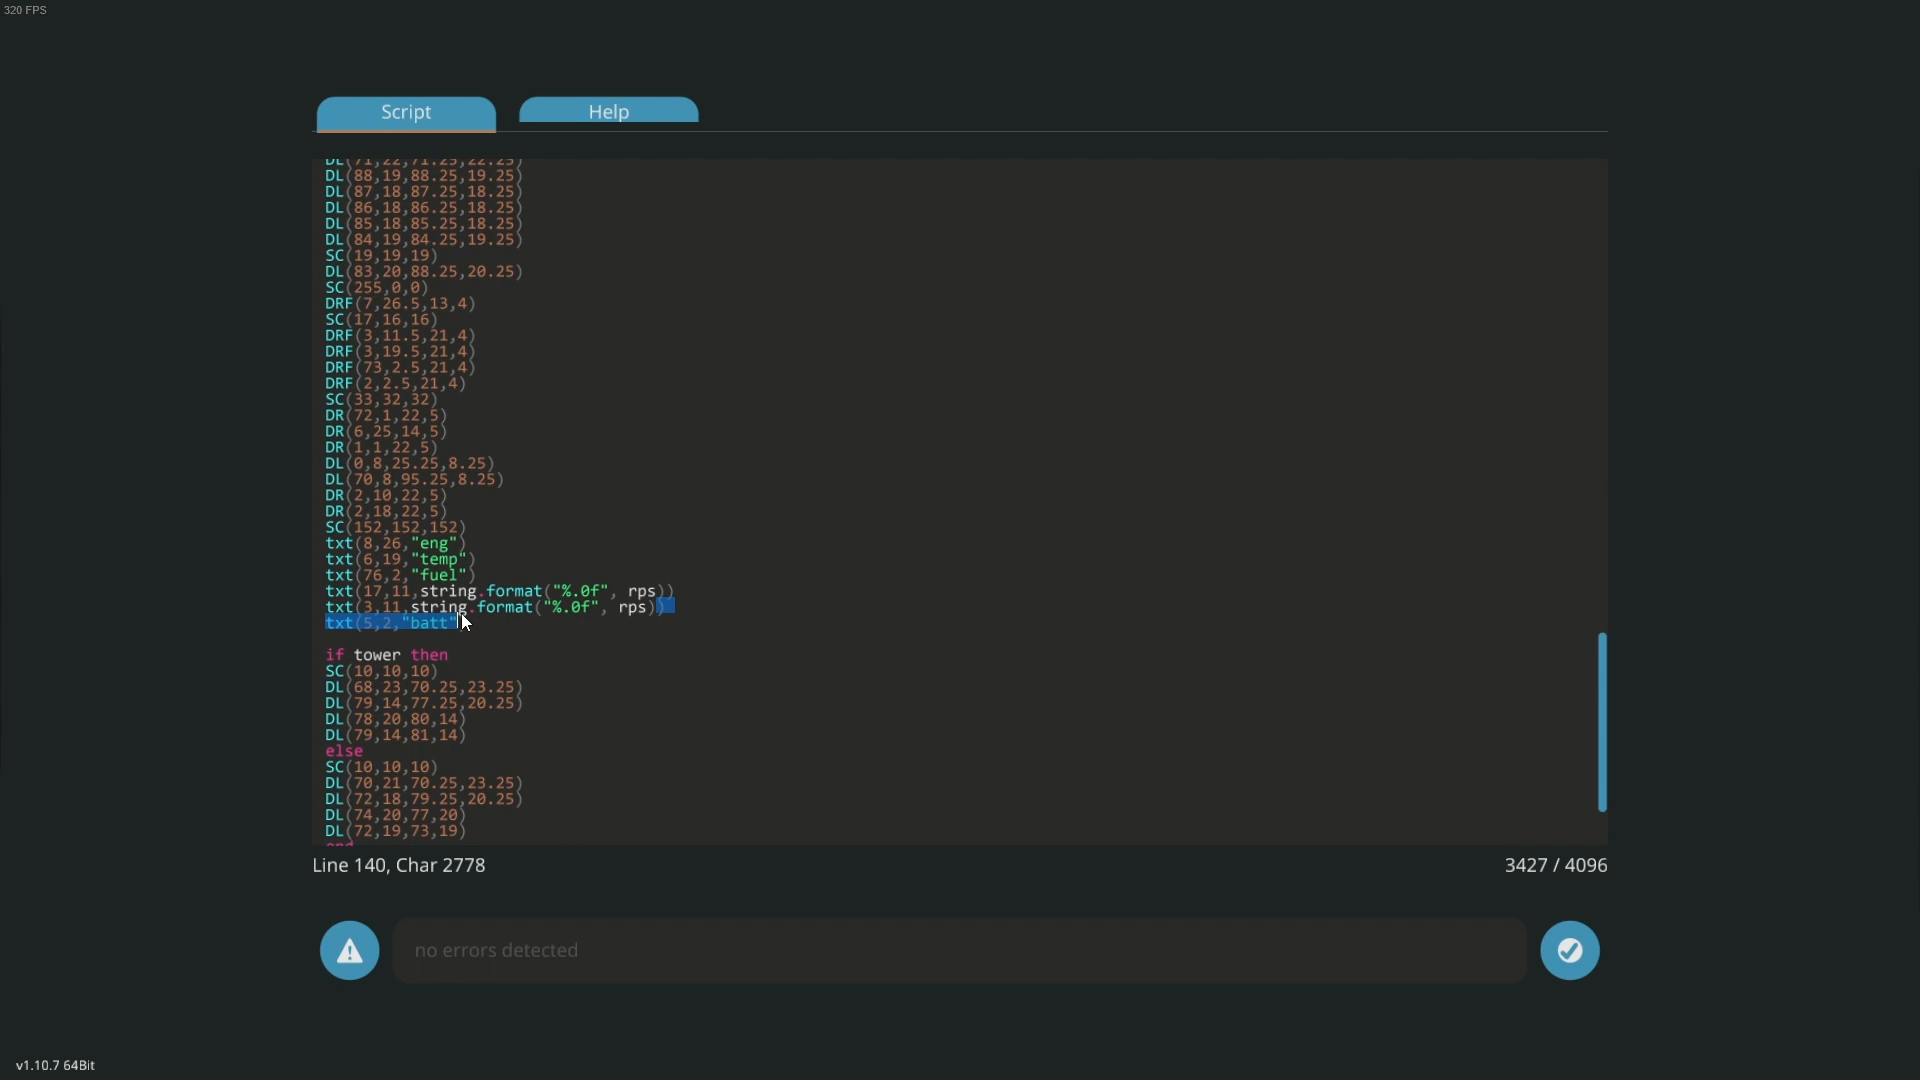 320 FPS
Script
Help
DL(71,22,71.25,22.25)
DL(88,19,88.25,19.25)
DL(87,18,87.25,18.25)
DL(86,18,86.25,18.25)
DL(85,18,85.25,18.25)
DL(84,19,84.25,19.25)
SC(19,19,19)
DL(83,20,88.25,20.25)
SC(255,0,0)
DRF(7,26.5,13,4)
SC(17,16,16)
DRF(3,11.5,21,4)
DRF(3,19.5,21,4)
DRF(73,2.5,21,4)
DRF(2,2.5,21,4)
SC(33,32,32)
DR(72,1,22,5)
DR(6,25,14,5)
DR(1,1,22,5)
DL(0,8,25.25,8.25)
DL(70,8,95.25,8.25)
DR(2,10,22,5)
DR(2,18,22,5)
SC(152,152,152)
txt(8,26,"eng")
txt(6,19,"temp")
txt(76,2,"fuel")
txt(17,11,string.format("%.0f", rps))
txt(3,11,string.format("%.0f", rps))
txt(5,2,"batt")
if tower then
SC(10,10,10)
DL(68,23,70.25,23.25)
DL(79,14,77.25,20.25)
DL(78,20,80,14)
DL(79,14,81,14)
else
SC(10,10,10)
DL(70,21,70.25,23.25)
DL(72,18,79.25,20.25)
DL(74,20,77,20)
DL(72,19,73,19)
end
Line 140, Char 2778
3427 / 4096
no errors detected
v1.10.7 64Bit